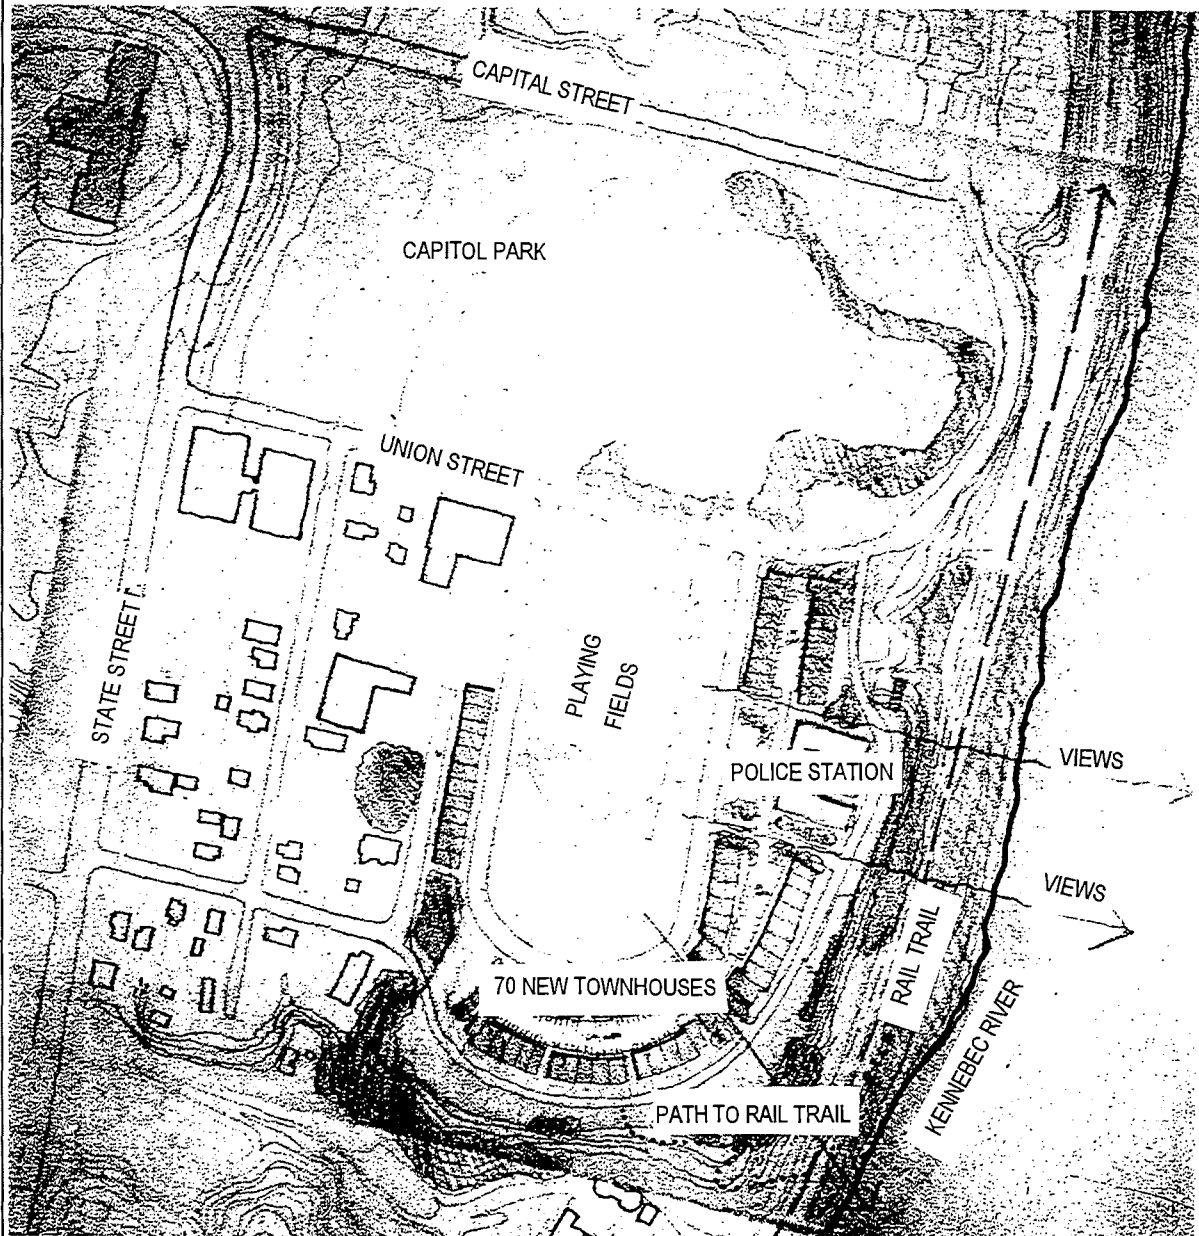 CAPITAL STREET
CAPITOL PARK
UNION STREET
STATE STREET
PLAYING
FIELDS
POLICE STATION
VIEWS
VIEWS
RAIL TRAIL
70 NEW TOWNHOUSES
KENNEBEC RIVER
PATH TO RAIL TRAIL